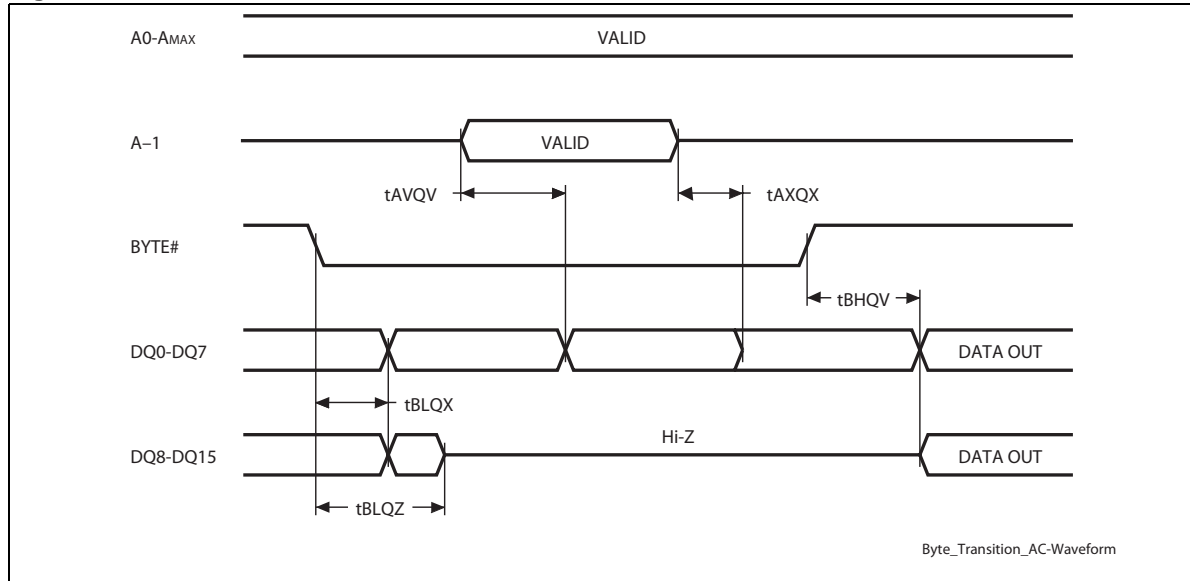 A0-AMAX
VALID
A–1
VALID
tAVQV
tAXQX
BYTE#
tBHQV
DQ0-DQ7
DATA OUT
tBLQX
Hi-Z
DQ8-DQ15
DATA OUT
tBLQZ
Byte_Transition_AC-Waveform